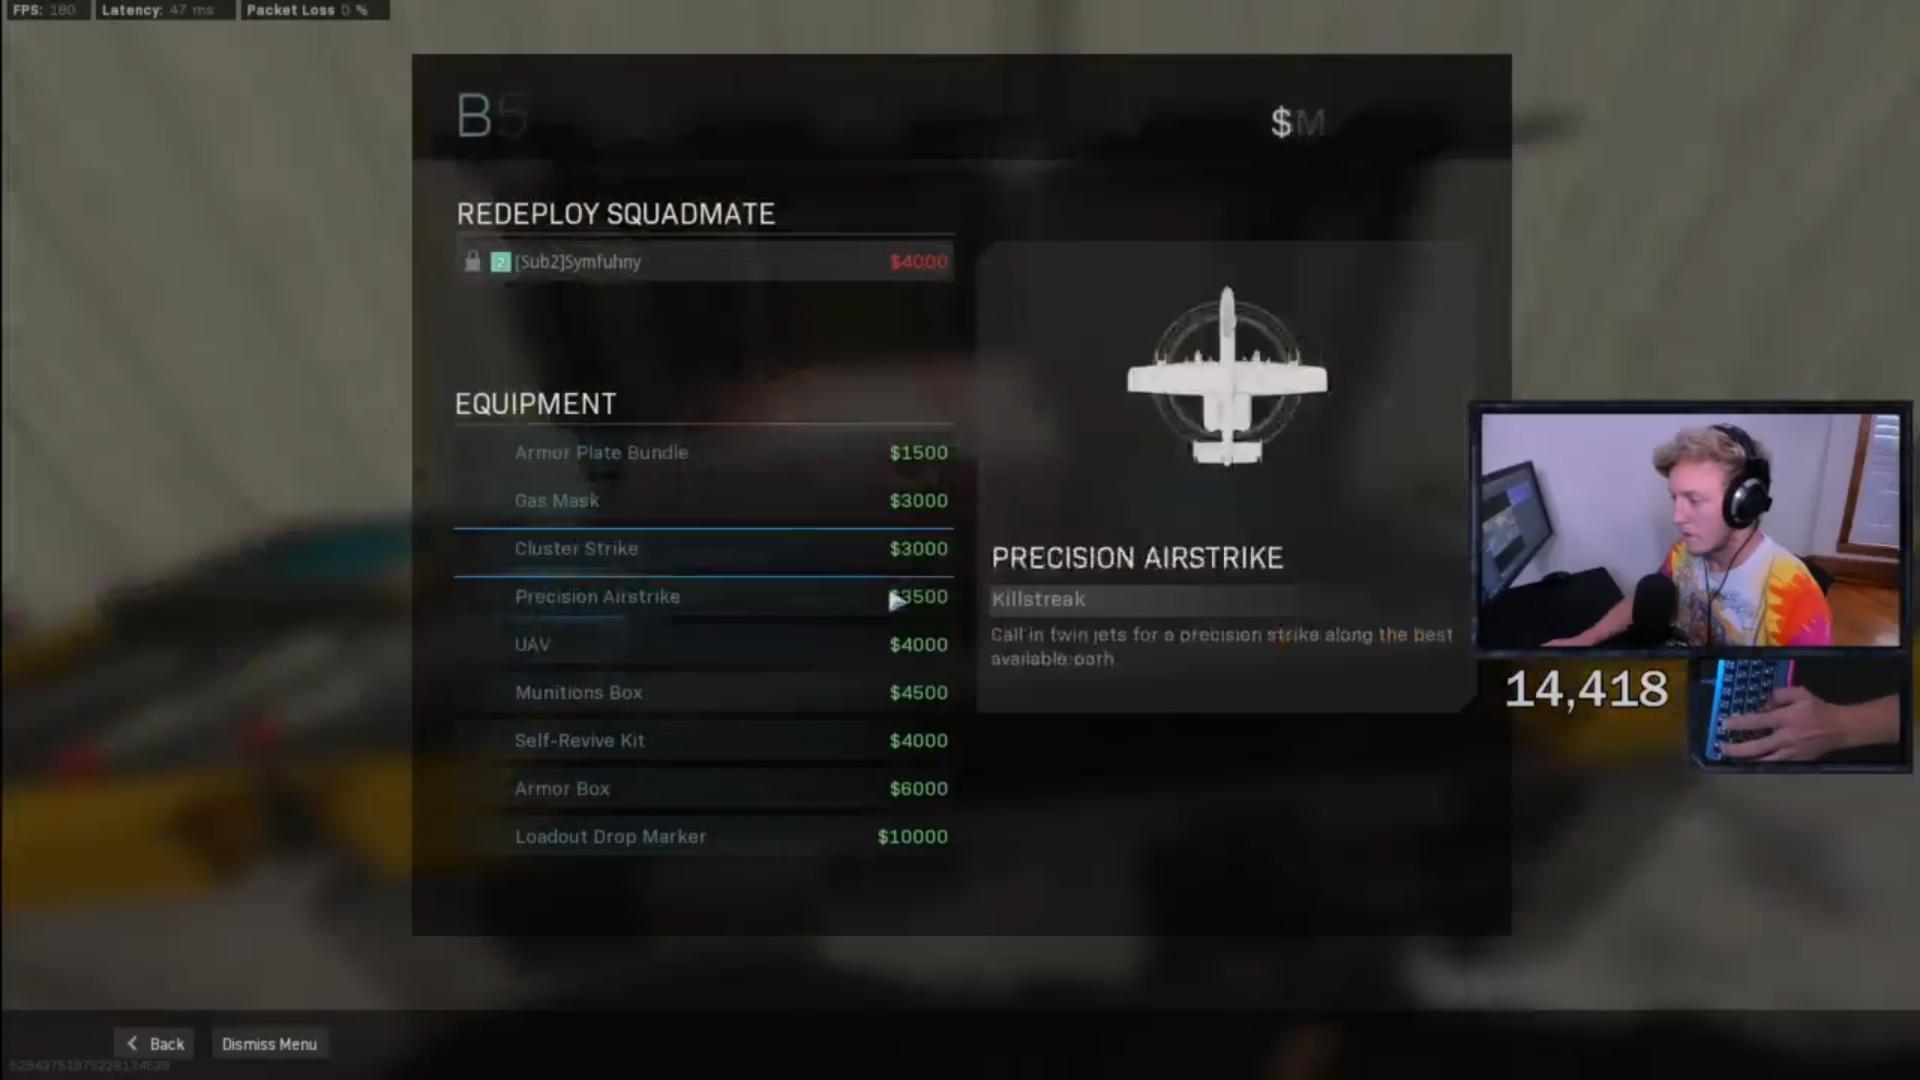 FPS: 180 Latency: 47 ms Packet Loss 0 %
B5
$M
REDEPLOY SQUADMATE
2 [Sub2]Symfuhny $4000
EQUIPMENT
Armor Plate Bundle $1500
Gas Mask $3000
Cluster Strike $3000
Precision Airstrike $3500
UAV $4000
Munitions Box $4500
Self-Revive Kit $4000
Armor Box $6000
Loadout Drop Marker $10000
PRECISION AIRSTRIKE
Killstreak
Call in twin jets for a precision strike along the best
available path
14,418
Back Dismiss Menu